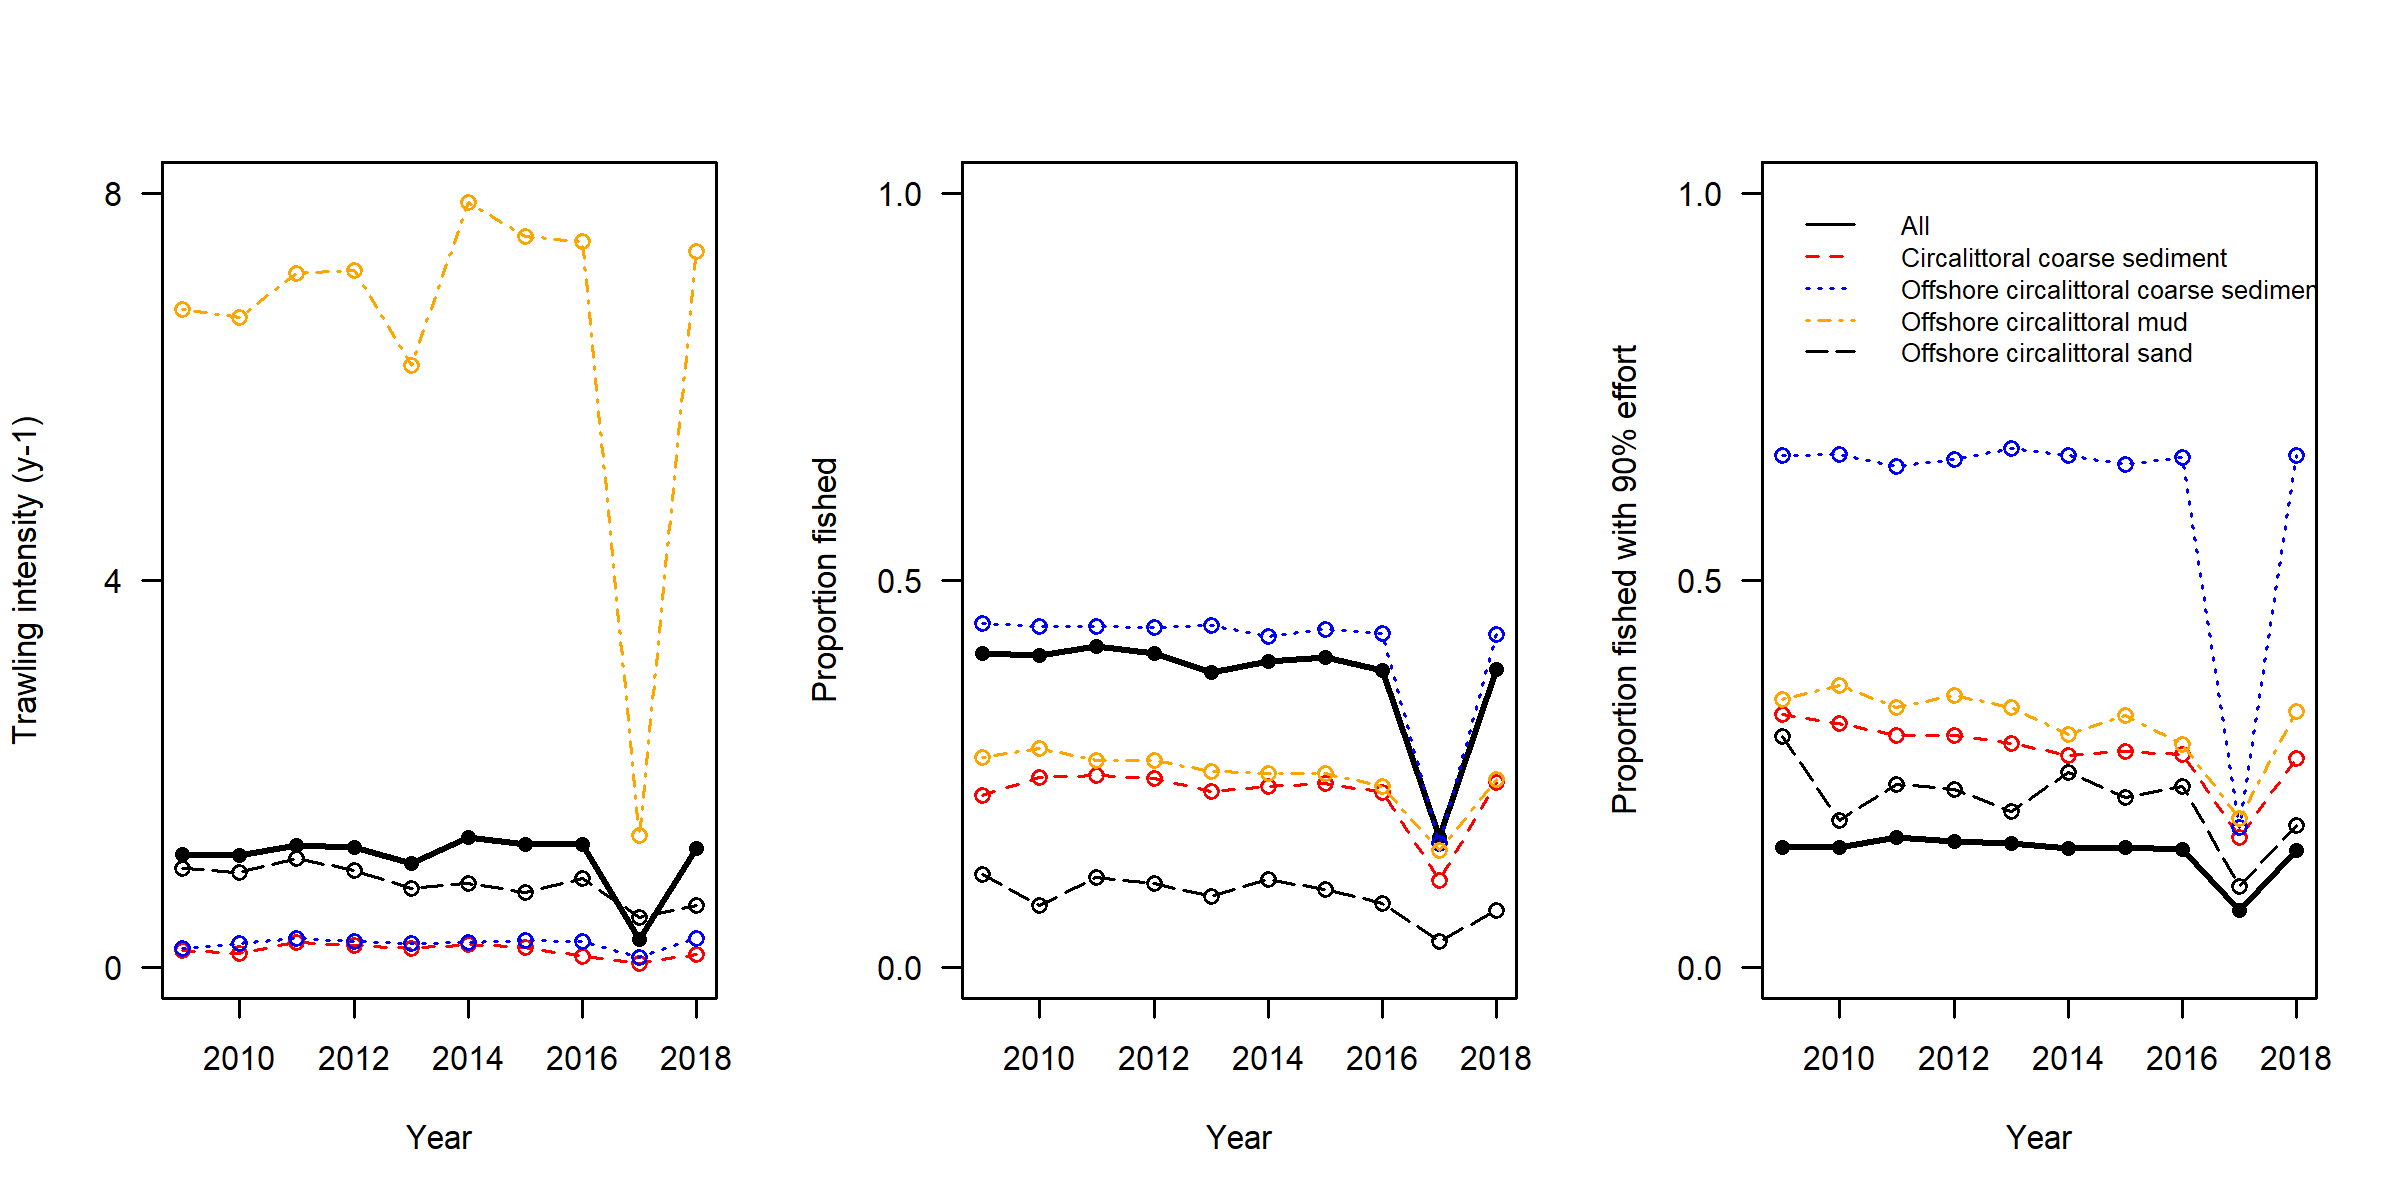 Trawling intensity (y-1)
8
4
0
2010 2012 2014 2016 2018
Year
Proportion fished
1.0
0.5
0.0
2010 2012 2014 2016 2018
Year
Proportion fished with 90% effort
1.0
0.5
0.0
All
Circalittoral coarse sediment
Offshore circalittoral coarse sedimen
Offshore circalittoral mud
Offshore circalittoral sand
2010 2012 2014 2016 2018
Year